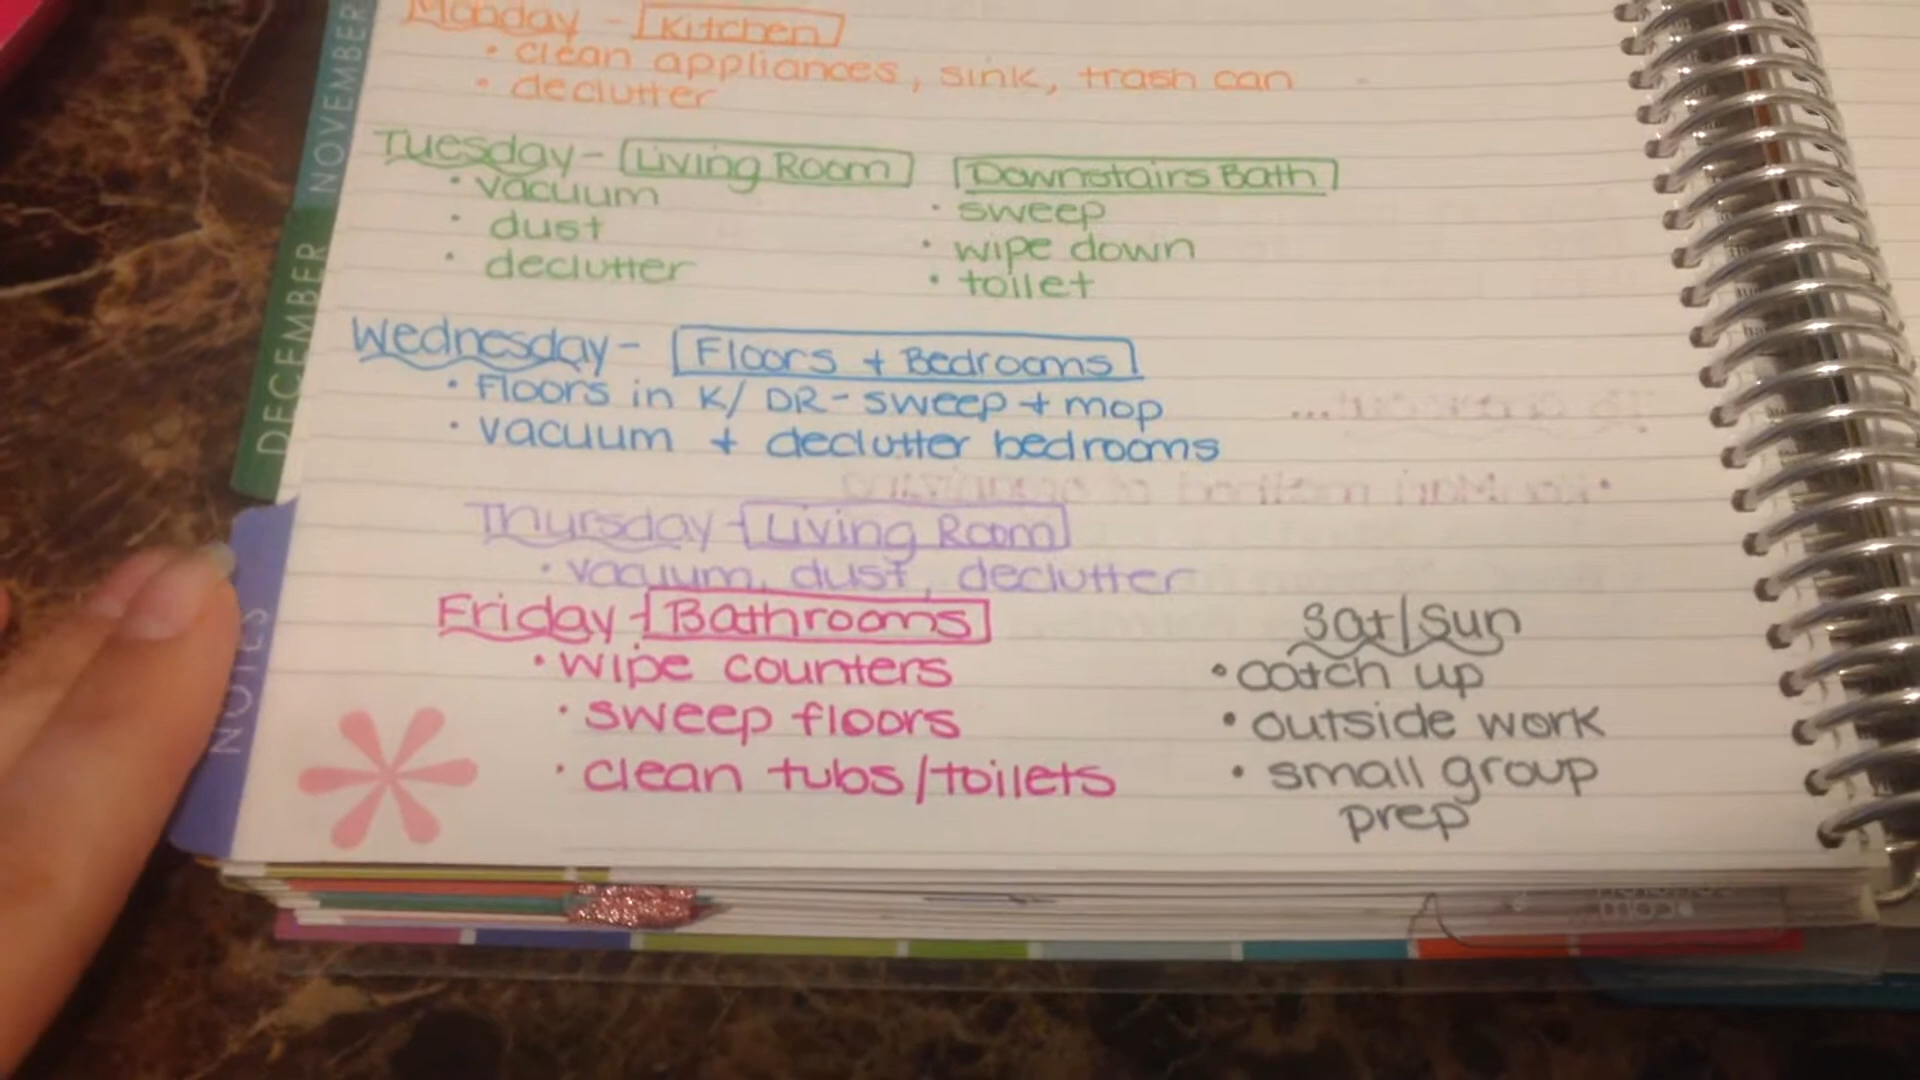 Monday - Kitchen
• clean appliances, sink, trash can
• declutter
Tuesday - Living Room
• vacuum
• dust
• declutter
Downstairs Bath
• sweep
• wipe down
• toilet
Wednesday - Floors + Bedrooms
• Floors in K/ DR - sweep + mop
• vacuum + declutter bedrooms
Thursday - Living Room
• vacuum, dust, declutter
Friday - Bathrooms
• wipe counters
• sweep floors
• clean tubs/toilets
Sat/Sun
• catch up
• outside work
• small group
prep
NOVEMBER
DECEMBER
NOTES